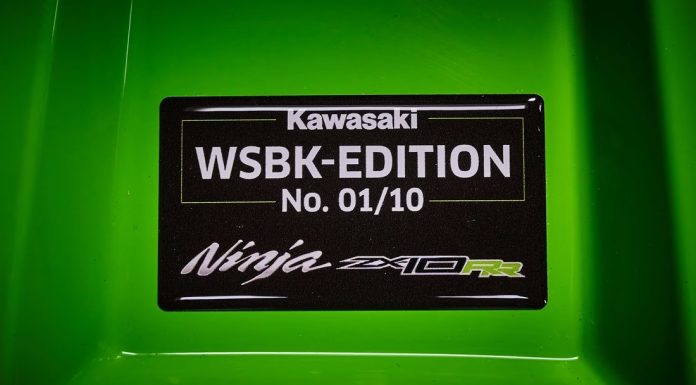 Kawasaki
WSBK-EDITION
No. 01/10
Ninja ZX-10RR